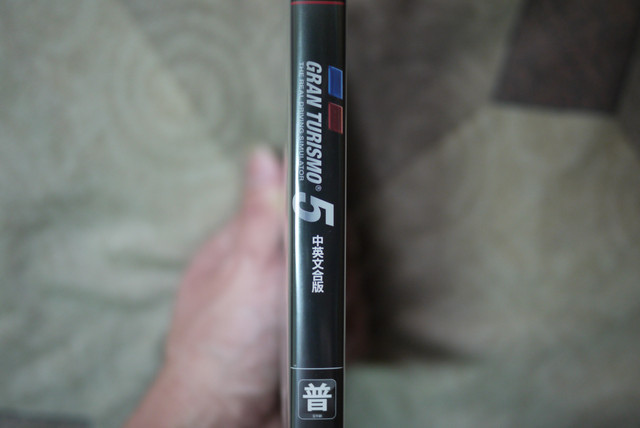 GRAN TURISMO®
THE REAL DRIVING SIMULATOR
5
中英文合版
普